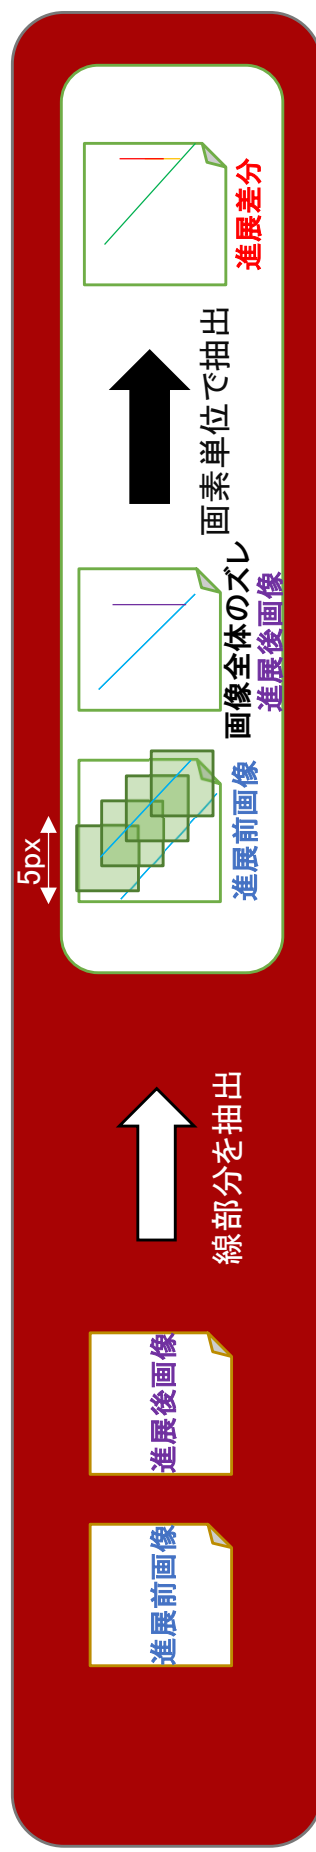 進展前画像
進展後画像
線部分を抽出
5px
進展前画像
画像全体のズレ
進展後画像
画素単位で抽出
進展差分